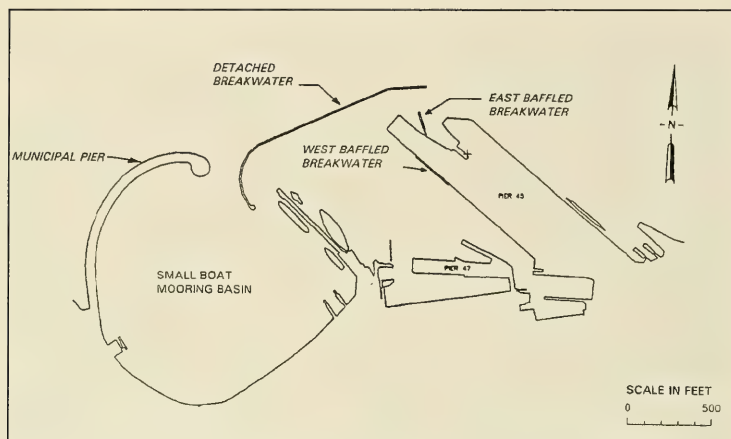 DETACHED
BREAKWATER
EAST BAFFLED
BREAKWATER
-N-
MUNICIPAL PIER
WEST BAFFLED
BREAKWATER
PIER 45
SMALL BOAT
MOORING BASIN
PIER 47
SCALE IN FEET
0 500